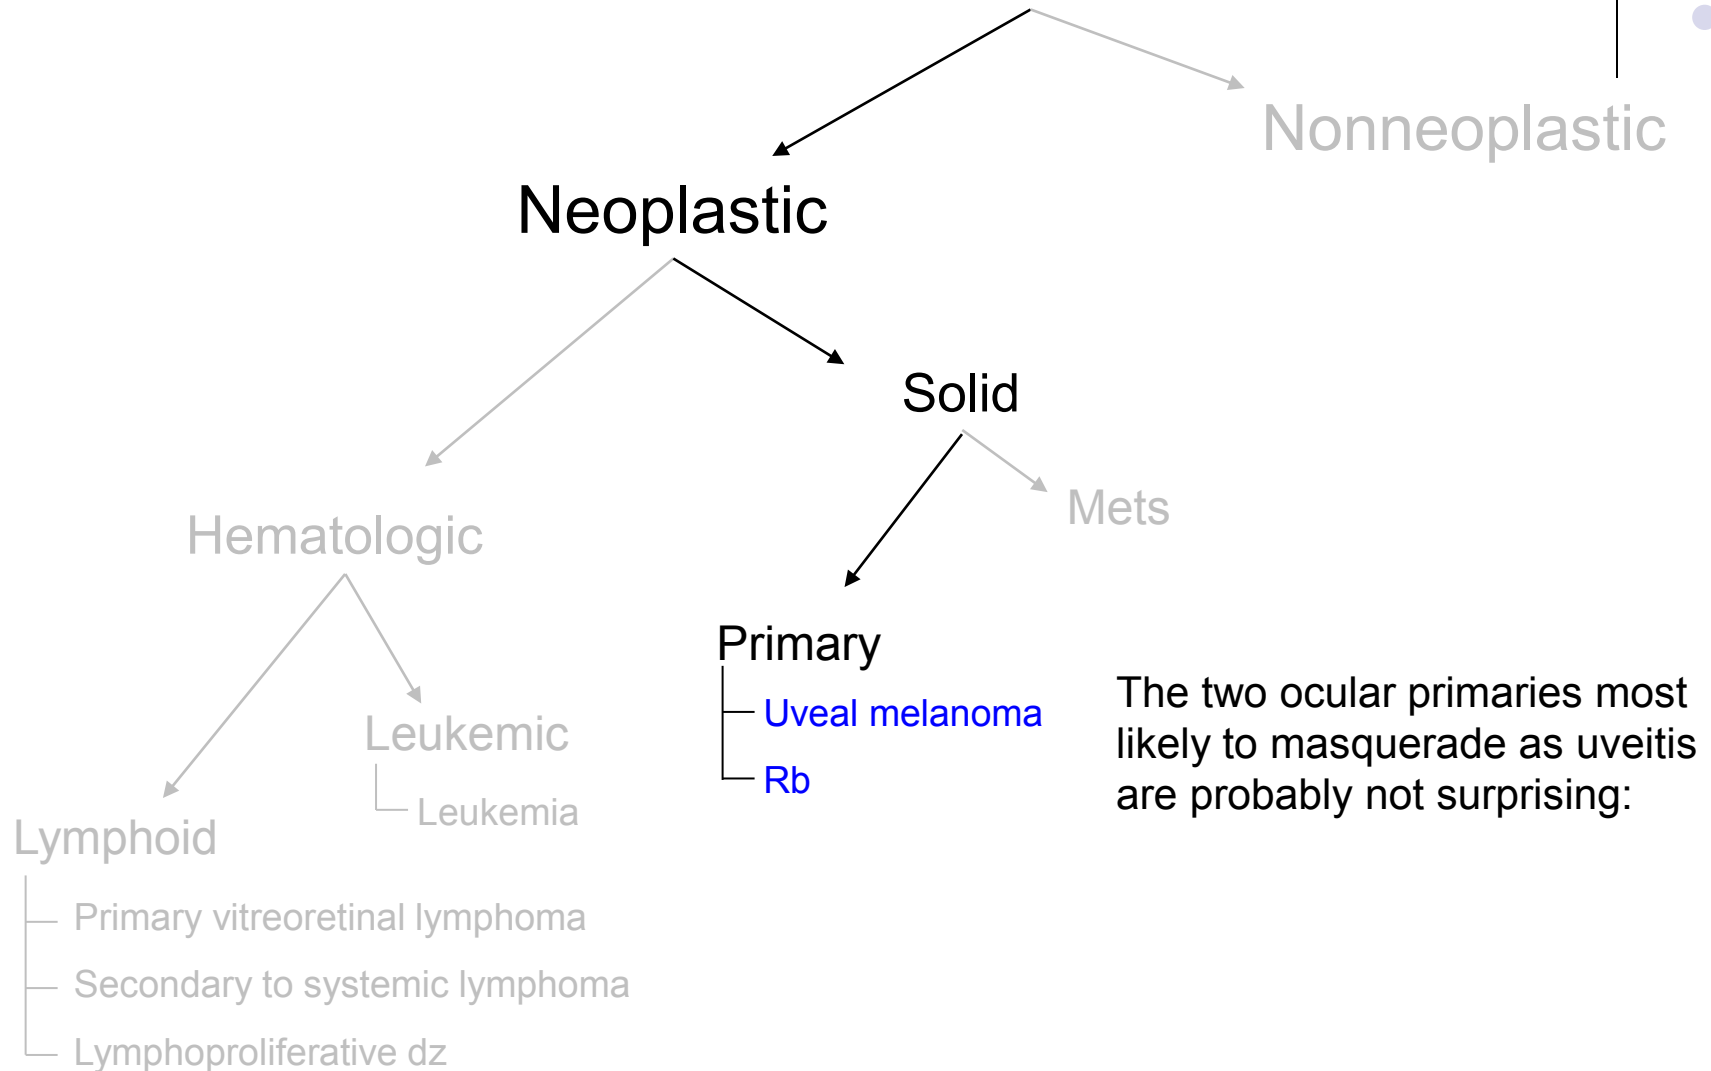 Nonneoplastic
Neoplastic
Solid
Mets
Hematologic
Primary
Uveal melanoma
Rb
The two ocular primaries most
likely to masquerade as uveitis
are probably not surprising:
Leukemic
Leukemia
Lymphoid
Primary vitreoretinal lymphoma
Secondary to systemic lymphoma
Lymphoproliferative dz